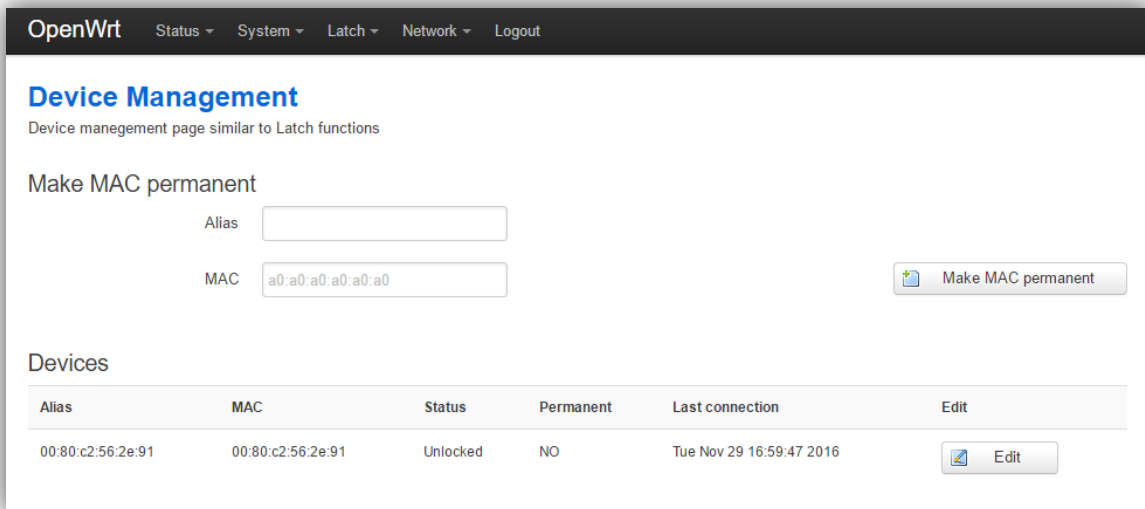 OpenWrt Status System Latch Network Logout
Device Management
Device manegement page similar to Latch functions
Make MAC permanent
Alias
MAC a0:a0:a0:a0:a0:a0 Make MAC permanent
Devices
Alias MAC Status Permanent Last connection Edit
00:80:c2:56:2e:91 00:80:c2:56:2e:91 Unlocked NO Tue Nov 29 16:59:47 2016 Edit